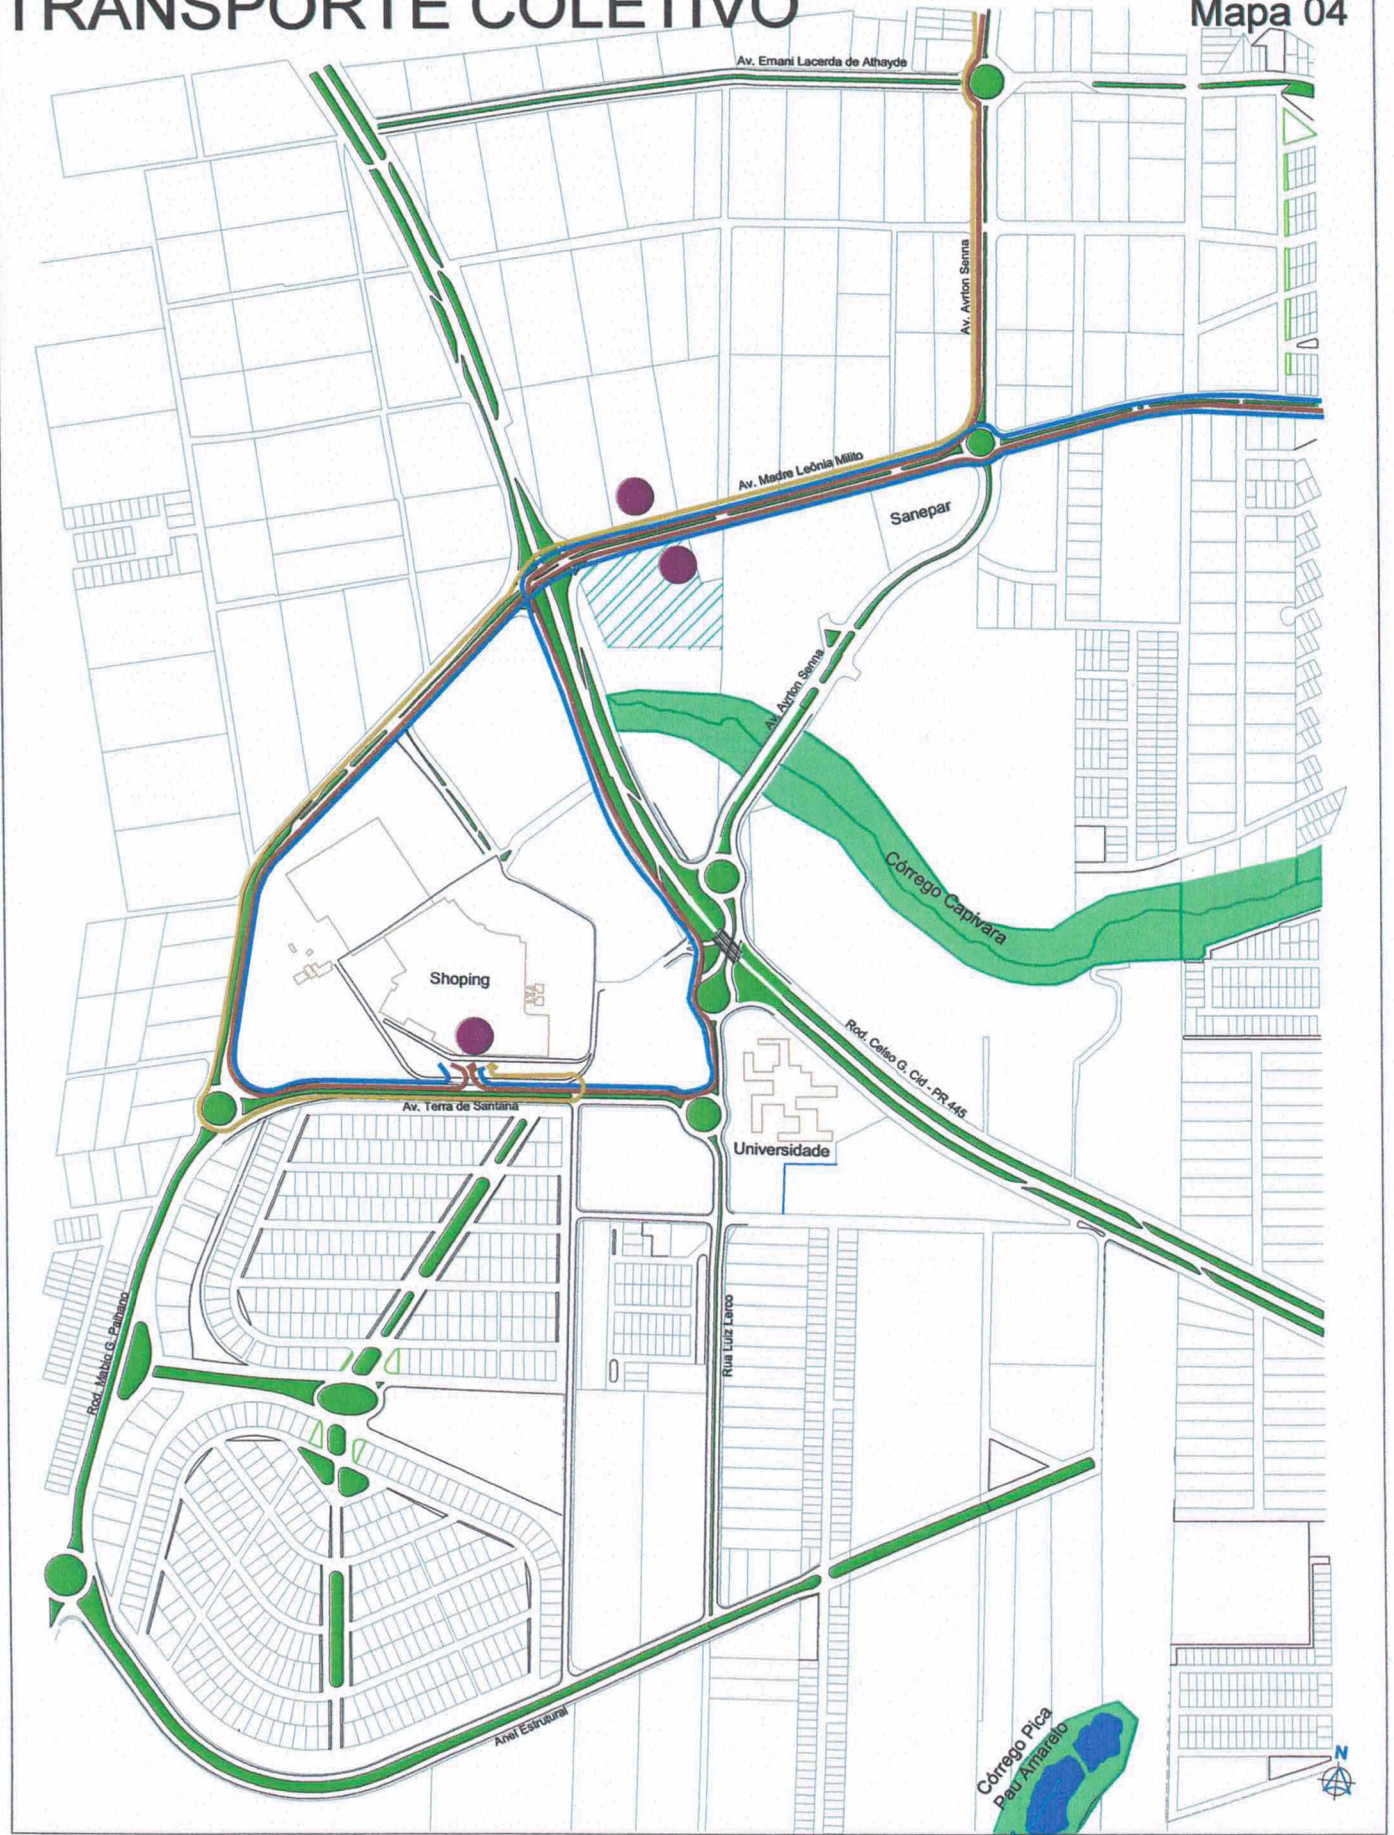 TRANSPORTE COLETIVO
Mapa 04
Av. Ernani Lacerda de Athayde
Av. Ayrton Senna
Av. Madre Leônia Milito
Sanepar
Av. Ayrton Senna
Córrego Capivara
Shoping
Rod. Celso G. Cid - PR 445
Av. Terra de Santana
Universidade
Rod. Mabio G. Palhano
Rua Luiz Lerco
Anel Estrutural
Córrego Pica
Pau Amarelo
N